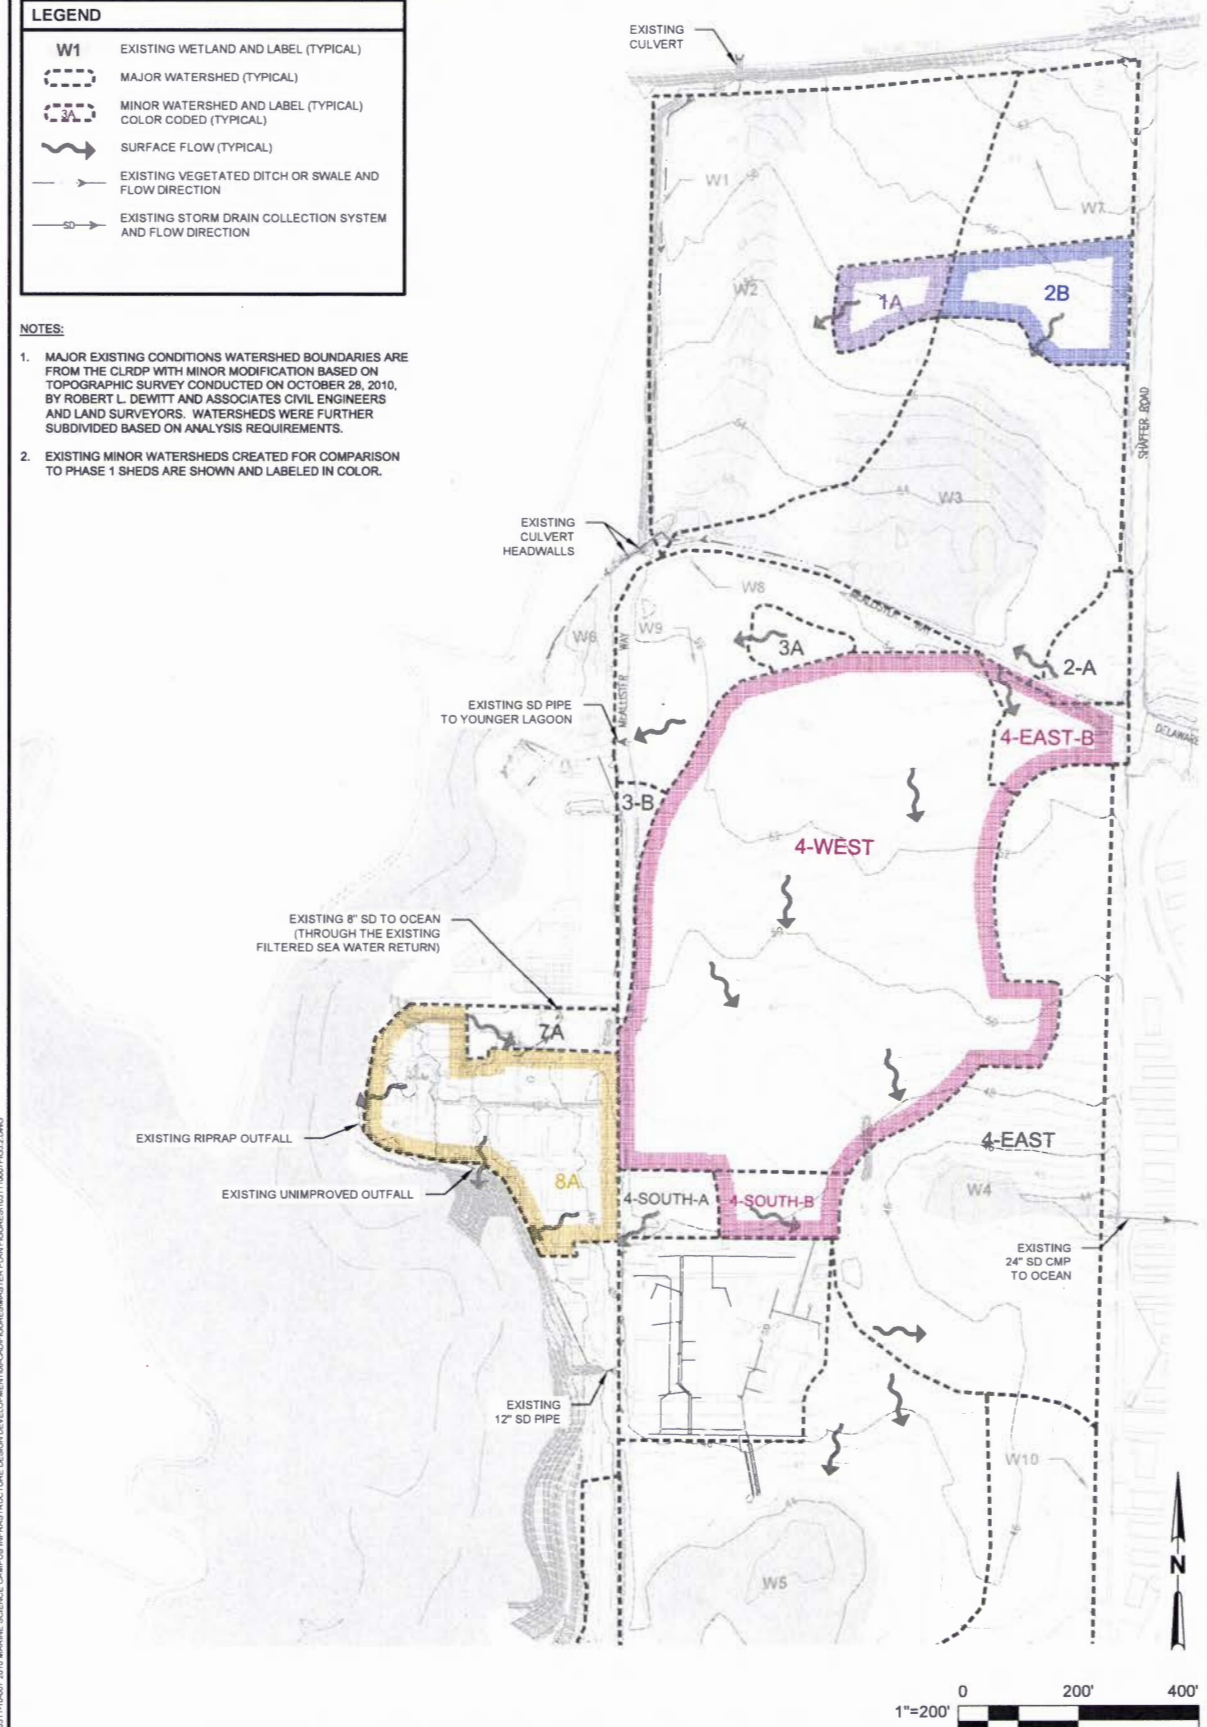 LEGEND
W1 EXISTING WETLAND AND LABEL (TYPICAL)
MAJOR WATERSHED (TYPICAL)
3A MINOR WATERSHED AND LABEL (TYPICAL)
COLOR CODED (TYPICAL)
SURFACE FLOW (TYPICAL)
EXISTING VEGETATED DITCH OR SWALE AND
FLOW DIRECTION
SD EXISTING STORM DRAIN COLLECTION SYSTEM
AND FLOW DIRECTION
NOTES:
1. MAJOR EXISTING CONDITIONS WATERSHED BOUNDARIES ARE
FROM THE CLRDP WITH MINOR MODIFICATION BASED ON
TOPOGRAPHIC SURVEY CONDUCTED ON OCTOBER 28, 2010,
BY ROBERT L. DEWITT AND ASSOCIATES CIVIL ENGINEERS
AND LAND SURVEYORS. WATERSHEDS WERE FURTHER
SUBDIVIDED BASED ON ANALYSIS REQUIREMENTS.
2. EXISTING MINOR WATERSHEDS CREATED FOR COMPARISON
TO PHASE 1 SHEDS ARE SHOWN AND LABELED IN COLOR.
EXISTING
CULVERT
W1
W7
W2
1A
2B
SHAFFER ROAD
W3
EXISTING
CULVERT
HEADWALLS
W8
MCALLISTER WAY
W6
W9
3A
2-A
MCALLISTER WAY
EXISTING SD PIPE
TO YOUNGER LAGOON
4-EAST-B
DELAWARE
3-B
4-WEST
52
52
50
50
EXISTING 8" SD TO OCEAN
(THROUGH THE EXISTING
FILTERED SEA WATER RETURN)
7A
EXISTING RIPRAP OUTFALL
4-EAST
8A
EXISTING UNIMPROVED OUTFALL
4-SOUTH-A
4-SOUTH-B
W4
EXISTING
24" SD CMP
TO OCEAN
EXISTING
12" SD PIPE
W10
W5
N
0 200' 400'
1"=200'